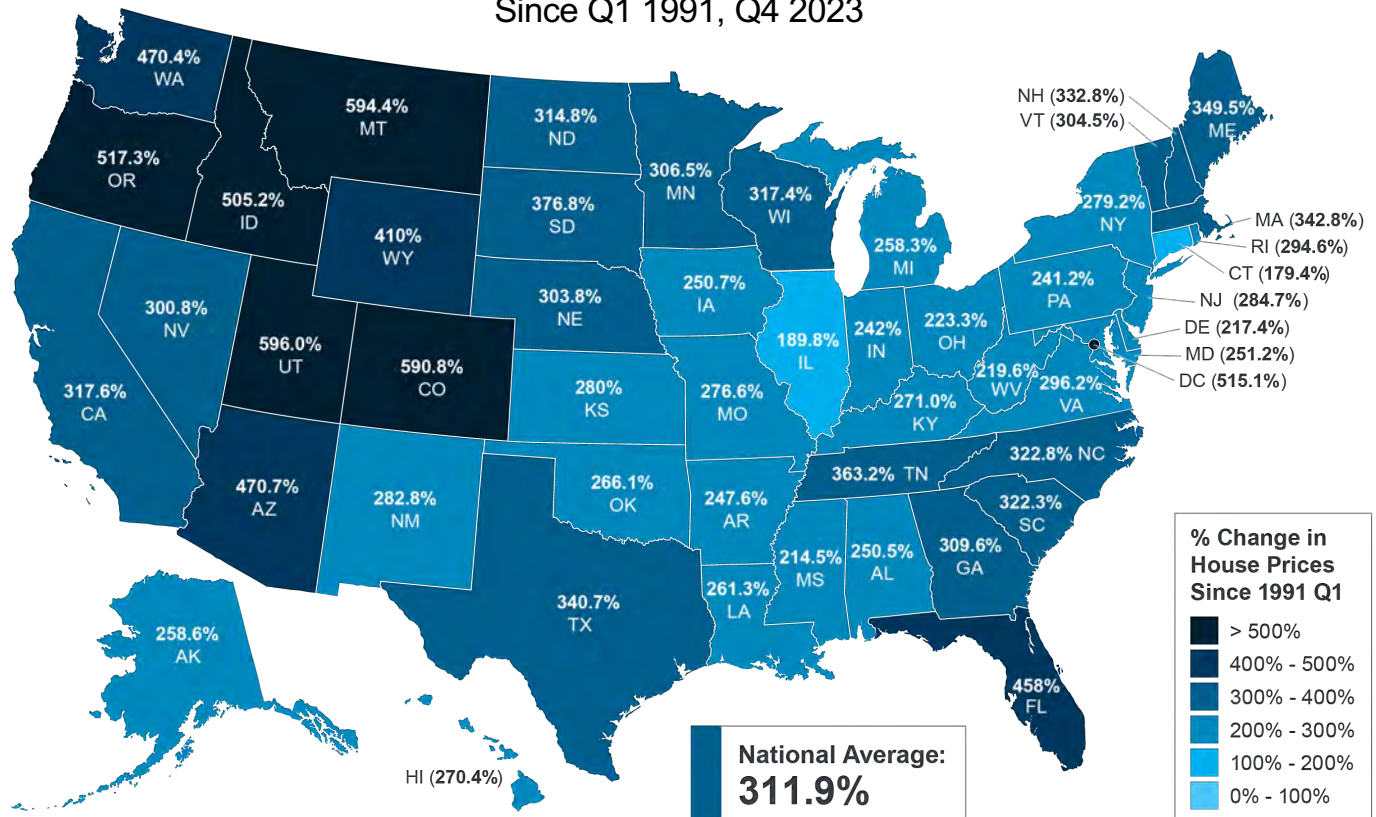 Since Q1 1991, Q4 2023
470.4%
WA
594.4%
MT
517.3%
OR
505.2%
ID
410%
WY
314.8%
ND
376.8%
SD
303.8%
NE
306.5%
MN
317.4%
WI
258.3%
MI
NH (332.8%)
VT (304.5%)
349.5%
ME
279.2%
NY
MA (342.8%)
RI (294.6%)
CT (179.4%)
NJ (284.7%)
DE (217.4%)
MD (251.2%)
DC (515.1%)
241.2%
PA
250.7%
IA
189.8%
IL
242%
IN
223.3%
OH
219.6%
WV
296.2%
VA
300.8%
NV
317.6%
CA
596.0%
UT
590.8%
CO
280%
KS
276.6%
MO
271.0%
KY
363.2% TN
322.8% NC
322.3%
SC
470.7%
AZ
282.8%
NM
266.1%
OK
247.6%
AR
214.5%
MS
250.5%
AL
309.6%
GA
340.7%
TX
261.3%
LA
458%
FL
258.6%
AK
HI (270.4%)
National Average:
311.9%
% Change in
House Prices
Since 1991 Q1
> 500%
400% - 500%
300% - 400%
200% - 300%
100% - 200%
0% - 100%